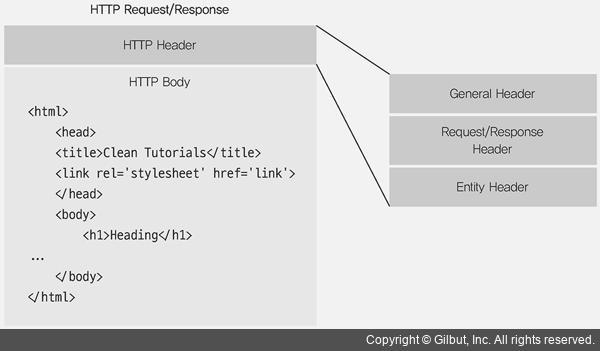 HTTP Request/Response
HTTP Header
HTTP Body
<html>
<head>
<title>Clean Tutorials</title>
<link rel='stylesheet' href='link'>
</head>
<body>
<h1>Heading</h1>
...
</body>
</html>
General Header
Request/Response
Header
Entity Header
Copyright © Gilbut, Inc. All rights reserved.